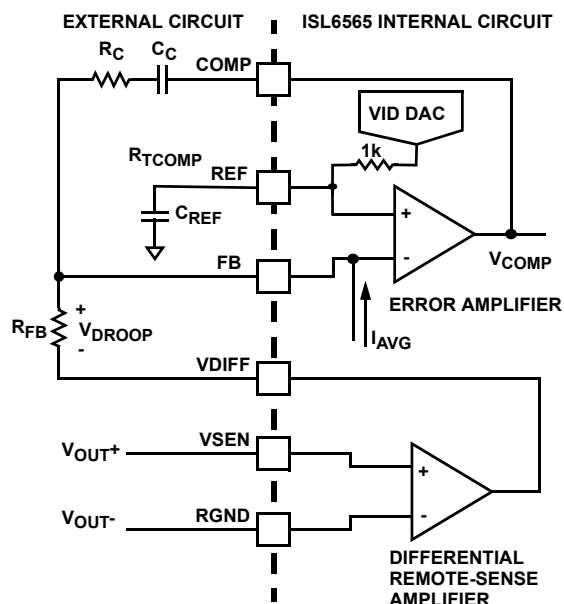 EXTERNAL CIRCUIT
ISL6565 INTERNAL CIRCUIT
RC CC
COMP
VID DAC
1k
RTCOMP
REF
CREF
+
-
VCOMP
FB
ERROR AMPLIFIER
IAVG
RFB
+
VDROOP
-
VDIFF
VOUT+
VSEN
+
VOUT-
RGND
-
DIFFERENTIAL
REMOTE-SENSE
AMPLIFIER